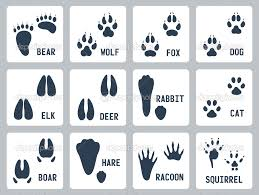 BEAR
WOLF
FOX
DOG
ELK
DEER
RABBIT
CAT
BOAR
HARE
RACOON
SQUIRREL